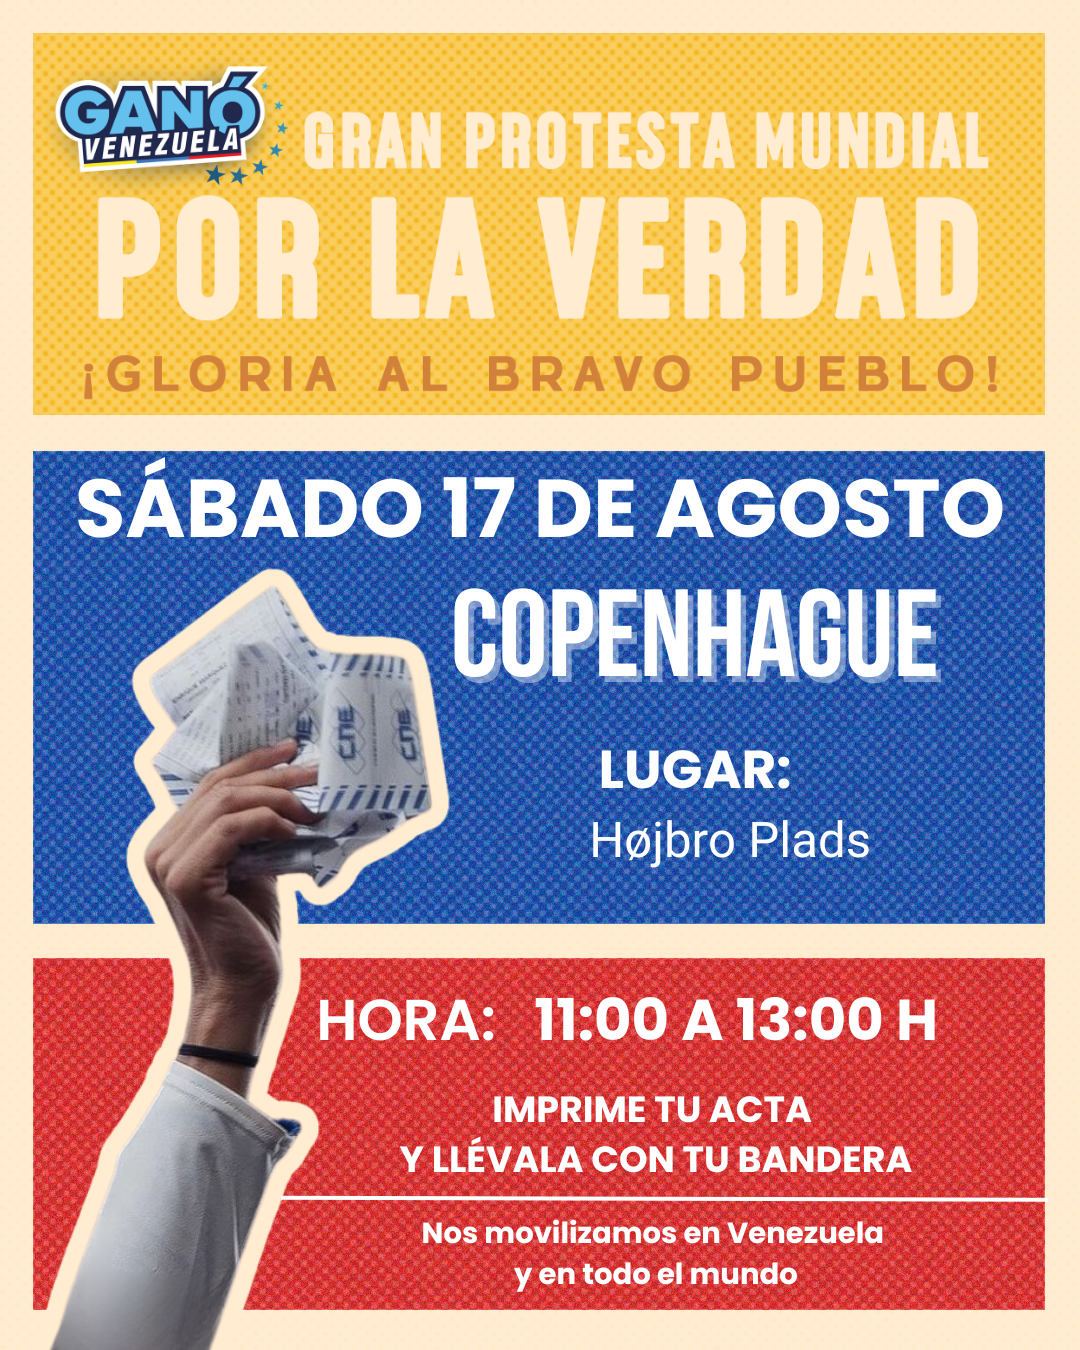 GANÓ
VENEZUELA
GRAN PROTESTA MUNDIAL
POR LA VERDAD
¡GLORIA AL BRAVO PUEBLO!
SÁBADO 17 DE AGOSTO
COPENHAGUE
CNE
CNE
LUGAR:
Højbro Plads
HORA: 11:00 A 13:00 H
IMPRIME TU ACTA
Y LLÉVALA CON TU BANDERA
Nos movilizamos en Venezuela
y en todo el mundo